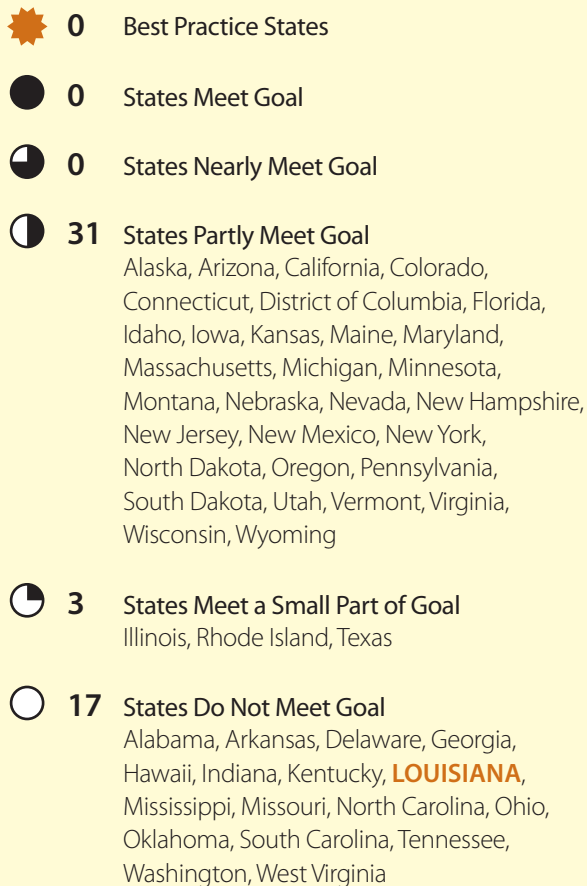 0 Best Practice States
0 States Meet Goal
0 States Nearly Meet Goal
31 States Partly Meet Goal
Alaska, Arizona, California, Colorado,
Connecticut, District of Columbia, Florida,
Idaho, Iowa, Kansas, Maine, Maryland,
Massachusetts, Michigan, Minnesota,
Montana, Nebraska, Nevada, New Hampshire,
New Jersey, New Mexico, New York,
North Dakota, Oregon, Pennsylvania,
South Dakota, Utah, Vermont, Virginia,
Wisconsin, Wyoming
3 States Meet a Small Part of Goal
Illinois, Rhode Island, Texas
17 States Do Not Meet Goal
Alabama, Arkansas, Delaware, Georgia,
Hawaii, Indiana, Kentucky, LOUISIANA,
Mississippi, Missouri, North Carolina, Ohio,
Oklahoma, South Carolina, Tennessee,
Washington, West Virginia